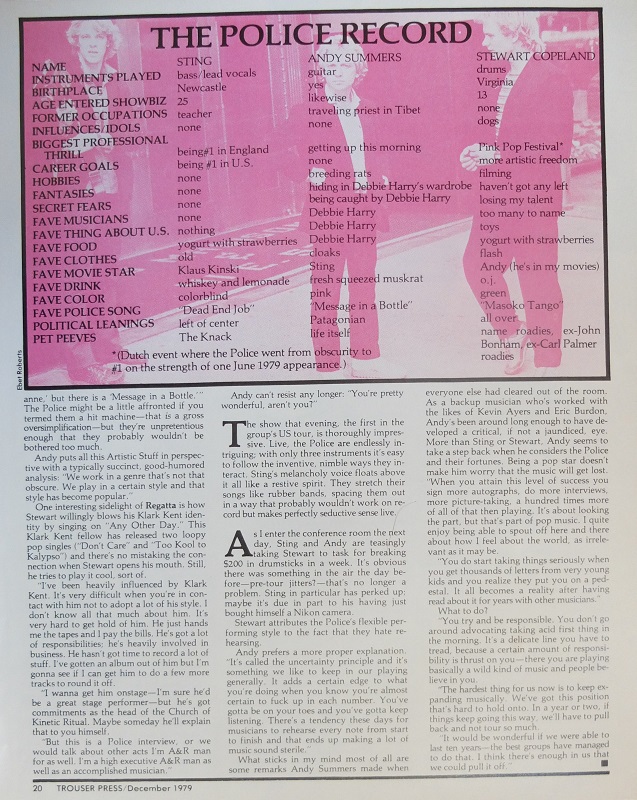 THE POLICE RECORD
NAME STING ANDY SUMMERS STEWART COPELAND
INSTRUMENTS PLAYED bass/lead vocals guitar drums
BIRTHPLACE Newcastle yes Virginia
AGE ENTERED SHOWBIZ 25 likewise 13
FORMER OCCUPATIONS teacher traveling priest in Tibet none
INFLUENCES/IDOLS none none dogs
BIGGEST PROFESSIONAL
THRILL being#1 in England getting up this morning Pink Pop Festival*
CAREER GOALS being #1 in U.S. none more artistic freedom
HOBBIES none breeding rats filming
FANTASIES none hiding in Debbie Harry's wardrobe haven't got any left
SECRET FEARS none being caught by Debbie Harry losing my talent
FAVE MUSICIANS none Debbie Harry too many to name
FAVE THING ABOUT U.S. nothing Debbie Harry toys
FAVE FOOD yogurt with strawberries Debbie Harry yogurt with strawberries
FAVE CLOTHES old cloaks flash
FAVE MOVIE STAR Klaus Kinski Sting Andy (he's in my movies)
FAVE DRINK whiskey and lemonade fresh squeezed muskrat o.j.
FAVE COLOR colorblind pink green
FAVE POLICE SONG "Dead End Job" "Message in a Bottle" "Masoko Tango"
POLITICAL LEANINGS left of center Patagonian all over
PET PEEVES The Knack life itself name roadies, ex-John
Bonham, ex-Carl Palmer
roadies
*(Dutch event where the Police went from obscurity to
#1 on the strength of one June 1979 appearance.)
Ebet Roberts
anne,' but there is a 'Message in a Bottle.'"
The Police might be a little affronted if you
termed them a hit machine—that is a gross
oversimplification—but they're unpretentious
enough that they probably wouldn't be
bothered too much.
Andy puts all this Artistic Stuff in perspec-
tive with a typically succinct, good-humored
analysis: "We work in a genre that's not that
obscure. We play in a certain style and that
style has become popular."
One interesting sidelight of Regatta is how
Stewart willingly blows his Klark Kent iden-
tity by singing on "Any Other Day." This
Klark Kent fellow has released two loopy
pop singles ("Don't Care" and "Too Kool to
Kalypso") and there's no mistaking the con-
nection when Stewart opens his mouth. Still,
he tries to play it cool, sort of.
"I've been heavily influenced by Klark
Kent. It's very difficult when you're in con-
tact with him not to adopt a lot of his style. I
don't know all that much about him. It's
very hard to get hold of him. He just hands
me the tapes and I pay the bills. He's got a lot
of responsibilities: he's heavily involved in
business. He hasn't got time to record a lot of
stuff. I've gotten an album out of him but I'm
gonna see if I can get him to do a few more
tracks to round it off.
"I wanna get him onstage—I'm sure he'd
be a great stage performer—but he's got
commitments as the head of the Church of
Kinetic Ritual. Maybe someday he'll explain
that to you himself.
"But this is a Police interview, or we
would talk about other acts I'm A&R man
for as well. I'm a high executive A&R man as
well as an accomplished musician."
Andy can't resist any longer: "You're pretty
wonderful, aren't you?"
The show that evening, the first in the
group's US tour, is thoroughly impres-
sive. Live, the Police are endlessly in-
triguing; with only three instruments it's easy
to follow the inventive, nimble ways they in-
teract. Sting's melancholy voice floats above
it all like a restive spirit. They stretch their
songs like rubber bands, spacing them out
in a way that probably wouldn't work on re-
cord but makes perfectly seductive sense live.
As I enter the conference room the next
day, Sting and Andy are teasingly
taking Stewart to task for breaking
$200 in drumsticks in a week. It's obvious
there was something in the air the day be-
fore—pre-tour jitters?—that's no longer a
problem. Sting in particular has perked up;
maybe it's due in part to his having just
bought himself a Nikon camera.
Stewart attributes the Police's flexible per-
forming style to the fact that they hate re-
hearsing.
Andy prefers a more proper explanation.
"It's called the uncertainty principle and it's
something we like to keep in our playing
generally. It adds a certain edge to what
you're doing when you know you're almost
certain to fuck up in each number. You've
gotta be on your toes and you've gotta keep
listening. There's a tendency these days for
musicians to rehearse every note from start
to finish and that ends up making a lot of
music sound sterile."
What sticks in my mind most of all are
some remarks Andy Summers made when
everyone else had cleared out of the room.
As a backup musician who's worked with
the likes of Kevin Ayers and Eric Burdon,
Andy's been around long enough to have de-
veloped a critical, if not a jaundiced, eye.
More than Sting or Stewart, Andy seems to
take a step back when he considers the Police
and their fortunes. Being a pop star doesn't
make him worry that the music will get lost.
"When you attain this level of success you
sign more autographs, do more interviews,
more picture-taking, a hundred times more
of all of that then playing. It's about looking
the part, but that's part of pop music. I quite
enjoy being able to spout off here and there
about how I feel about the world, as irrele-
vant as it may be.
"You do start taking things seriously when
you get thousands of letters from very young
kids and you realize they put you on a ped-
estal. It all becomes a reality after having
read about it for years with other musicians."
What to do?
"You try and be responsible. You don't go
around advocating taking acid first thing in
the morning. It's a delicate line you have to
tread, because a certain amount of responsi-
bility is thrust on you—there you are playing
basically a wild kind of music and people be-
lieve in you.
"The hardest thing for us now is to keep ex-
panding musically. We've got this position
that's hard to hold onto. In a year or two, if
things keep going this way, we'll have to pull
back and not tour so much.
"It would be wonderful if we were able to
last ten years—the best groups have managed
to do that. I think there's enough in us that
we could pull it off."
20 TROUSER PRESS/December 1979